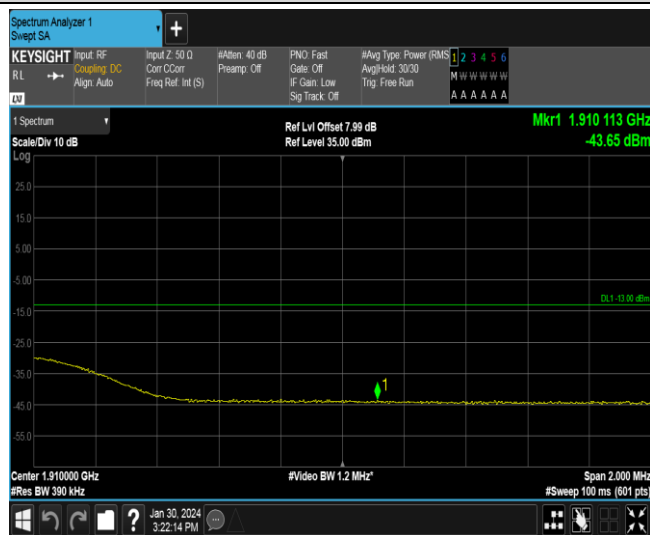 Spectrum Analyzer 1
Swept SA
+
KEYSIGHT
RL
LXI
Input: RF
Coupling: DC
Align: Auto
Input Z: 50 Ω
Corr CCorr
Freq Ref: Int (S)
#Atten: 40 dB
Preamp: Off
PNO: Fast
Gate: Off
IF Gain: Low
Sig Track: Off
#Avg Type: Power (RMS
Avg|Hold: 30/30
Trig: Free Run
1 2 3 4 5 6
M W W W W W
A A A A A A
1 Spectrum
Scale/Div 10 dB
Log
Ref Lvl Offset 7.99 dB
Ref Level 35.00 dBm
Mkr1 1.910 113 GHz
-43.65 dBm
25.0
15.0
5.00
-5.00
DL1 -13.00 dBm
-15.0
-25.0
-35.0
1
-45.0
-55.0
Center 1.910000 GHz
#Video BW 1.2 MHz*
Span 2.000 MHz
#Res BW 390 kHz
#Sweep 100 ms (601 pts)
?
Jan 30, 2024
3:22:14 PM